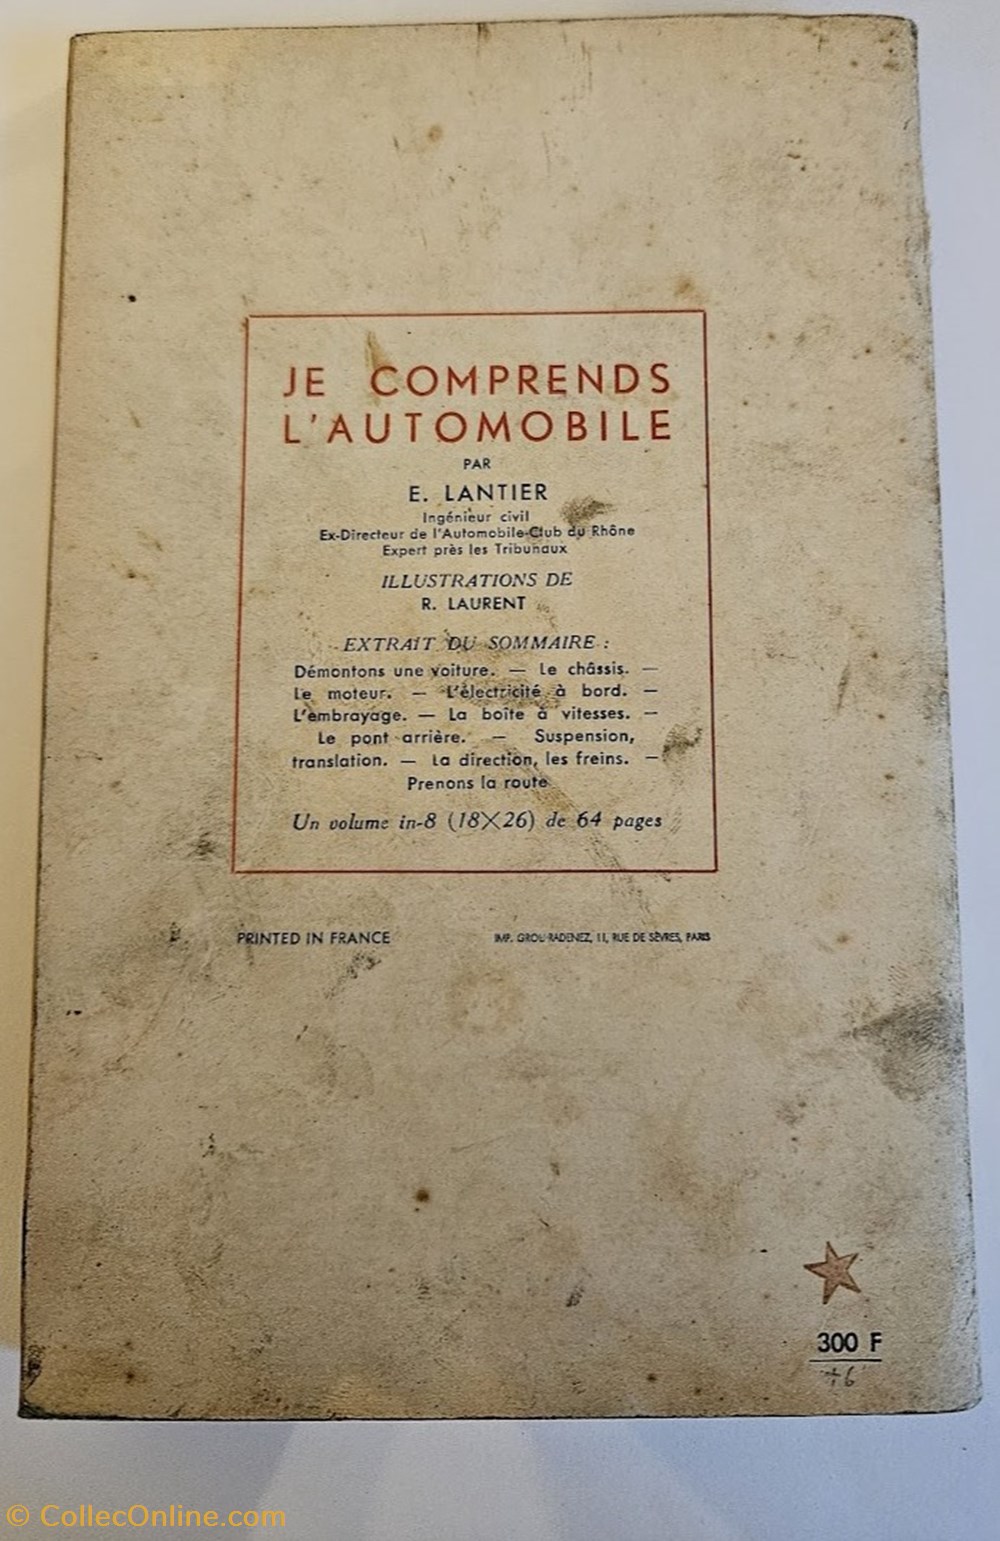 JE COMPRENDS
L'AUTOMOBILE
PAR
E. LANTIER
Ingénieur civil
Ex-Directeur de l'Automobile-Club du Rhône
Expert près les Tribunaux
ILLUSTRATIONS DE
R. LAURENT
EXTRAIT DU SOMMAIRE :
Démontons une voiture. — Le châssis. —
Le moteur. — L'électricité à bord. —
L'embrayage. — La boîte à vitesses. —
Le pont arrière. — Suspension,
translation. — La direction, les freins. —
Prenons la route
Un volume in-8 (18X26) de 64 pages
PRINTED IN FRANCE
IMP. GROU-RADENEZ, 11, RUE DE SÈVRES, PARIS
300 F
+6
© CollecOnline.com